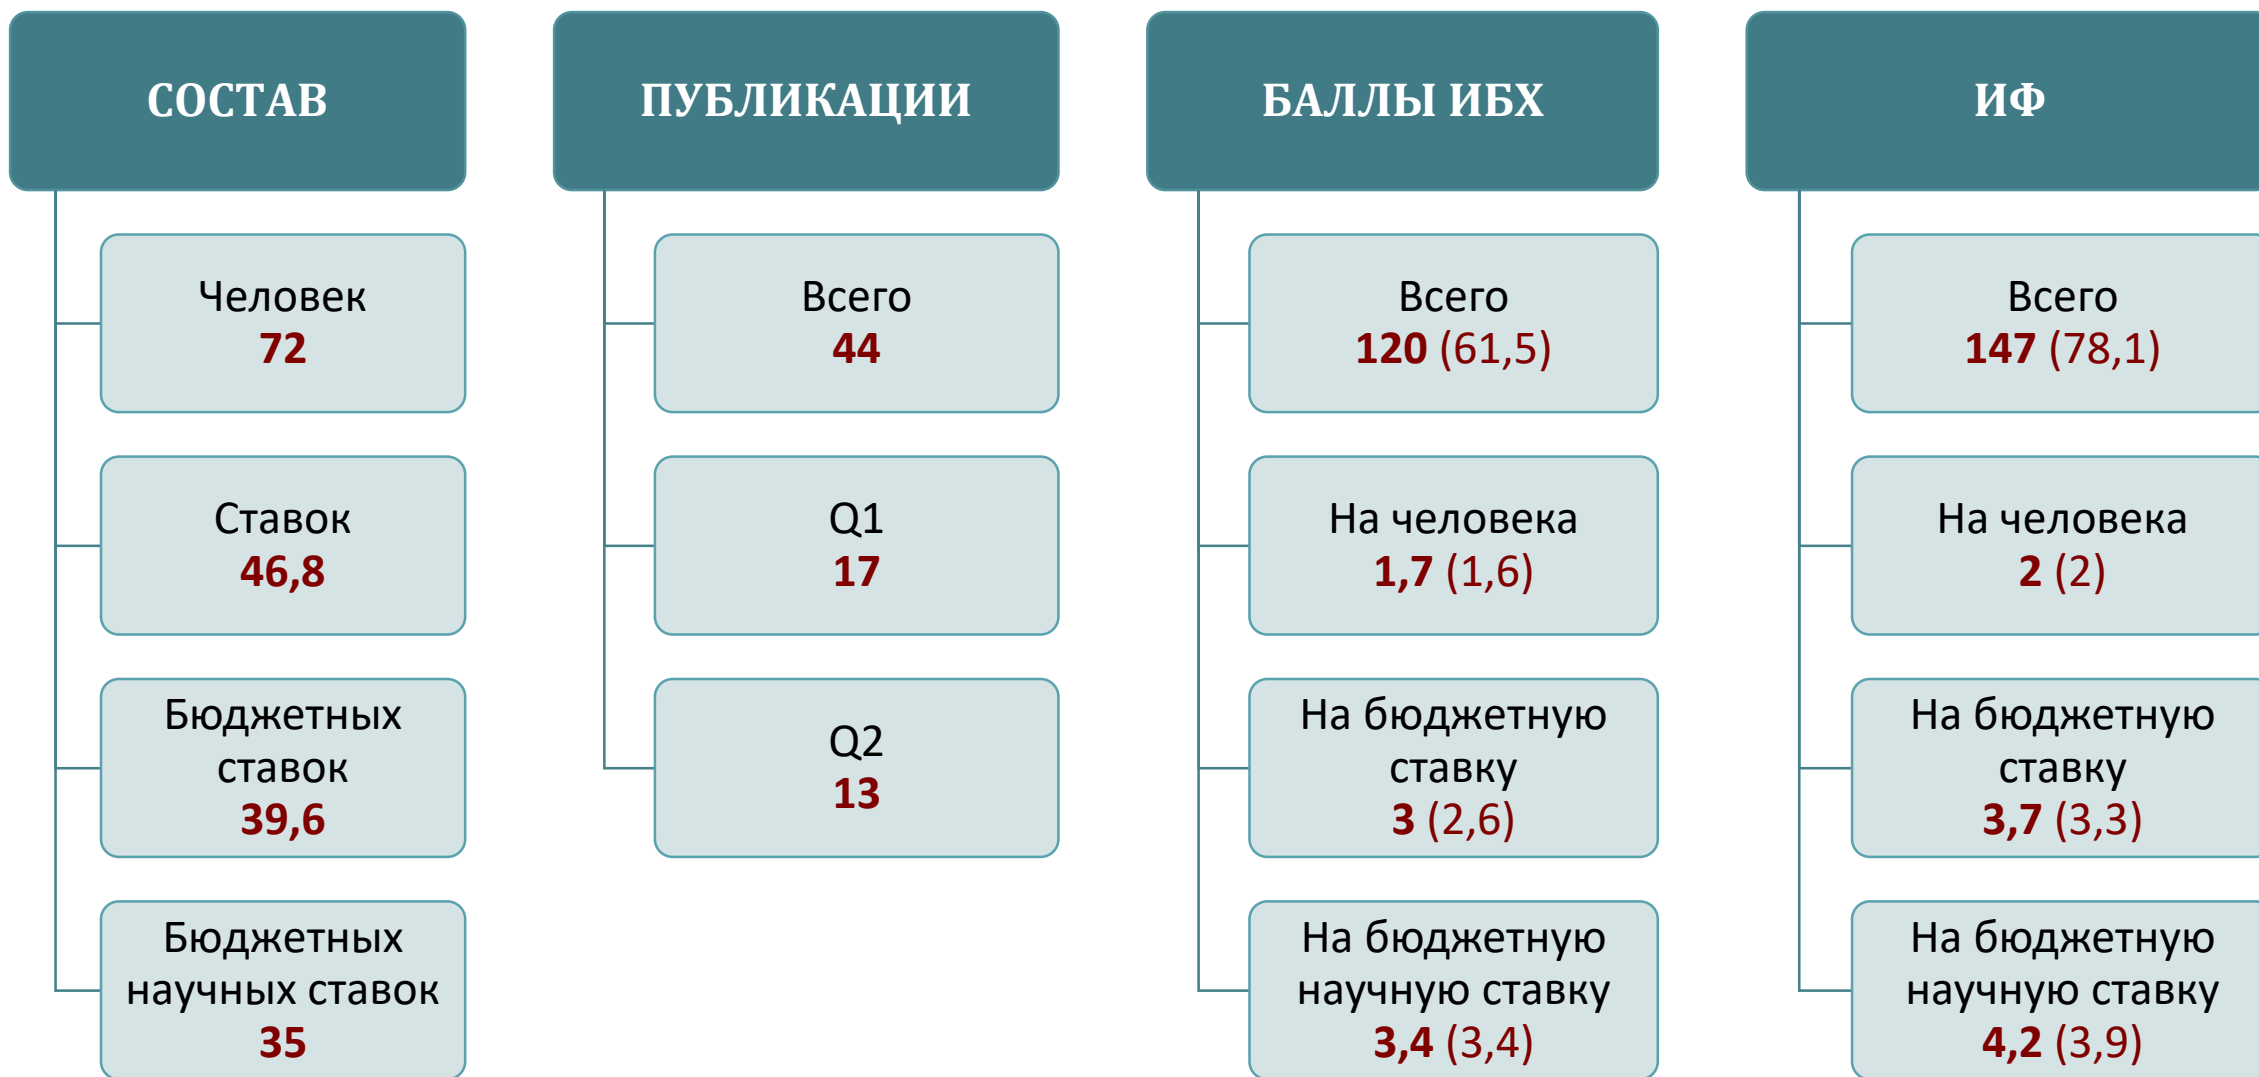 СОСТАВ
Человек
72
Ставок
46,8
Бюджетных
ставок
39,6
Бюджетных
научных ставок
35
ПУБЛИКАЦИИ
Всего
44
Q1
17
Q2
13
БАЛЛЫ ИБХ
Всего
120 (61,5)
На человека
1,7 (1,6)
На бюджетную
ставку
3 (2,6)
На бюджетную
научную ставку
3,4 (3,4)
ИФ
Всего
147 (78,1)
На человека
2 (2)
На бюджетную
ставку
3,7 (3,3)
На бюджетную
научную ставку
4,2 (3,9)